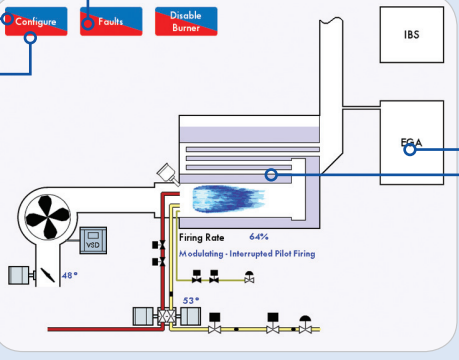 Configure
Faults
Disable
Burner
IBS
EGA
VSD
Firing Rate 64%
Modulating - Interrupted Pilot Firing
48°
53°